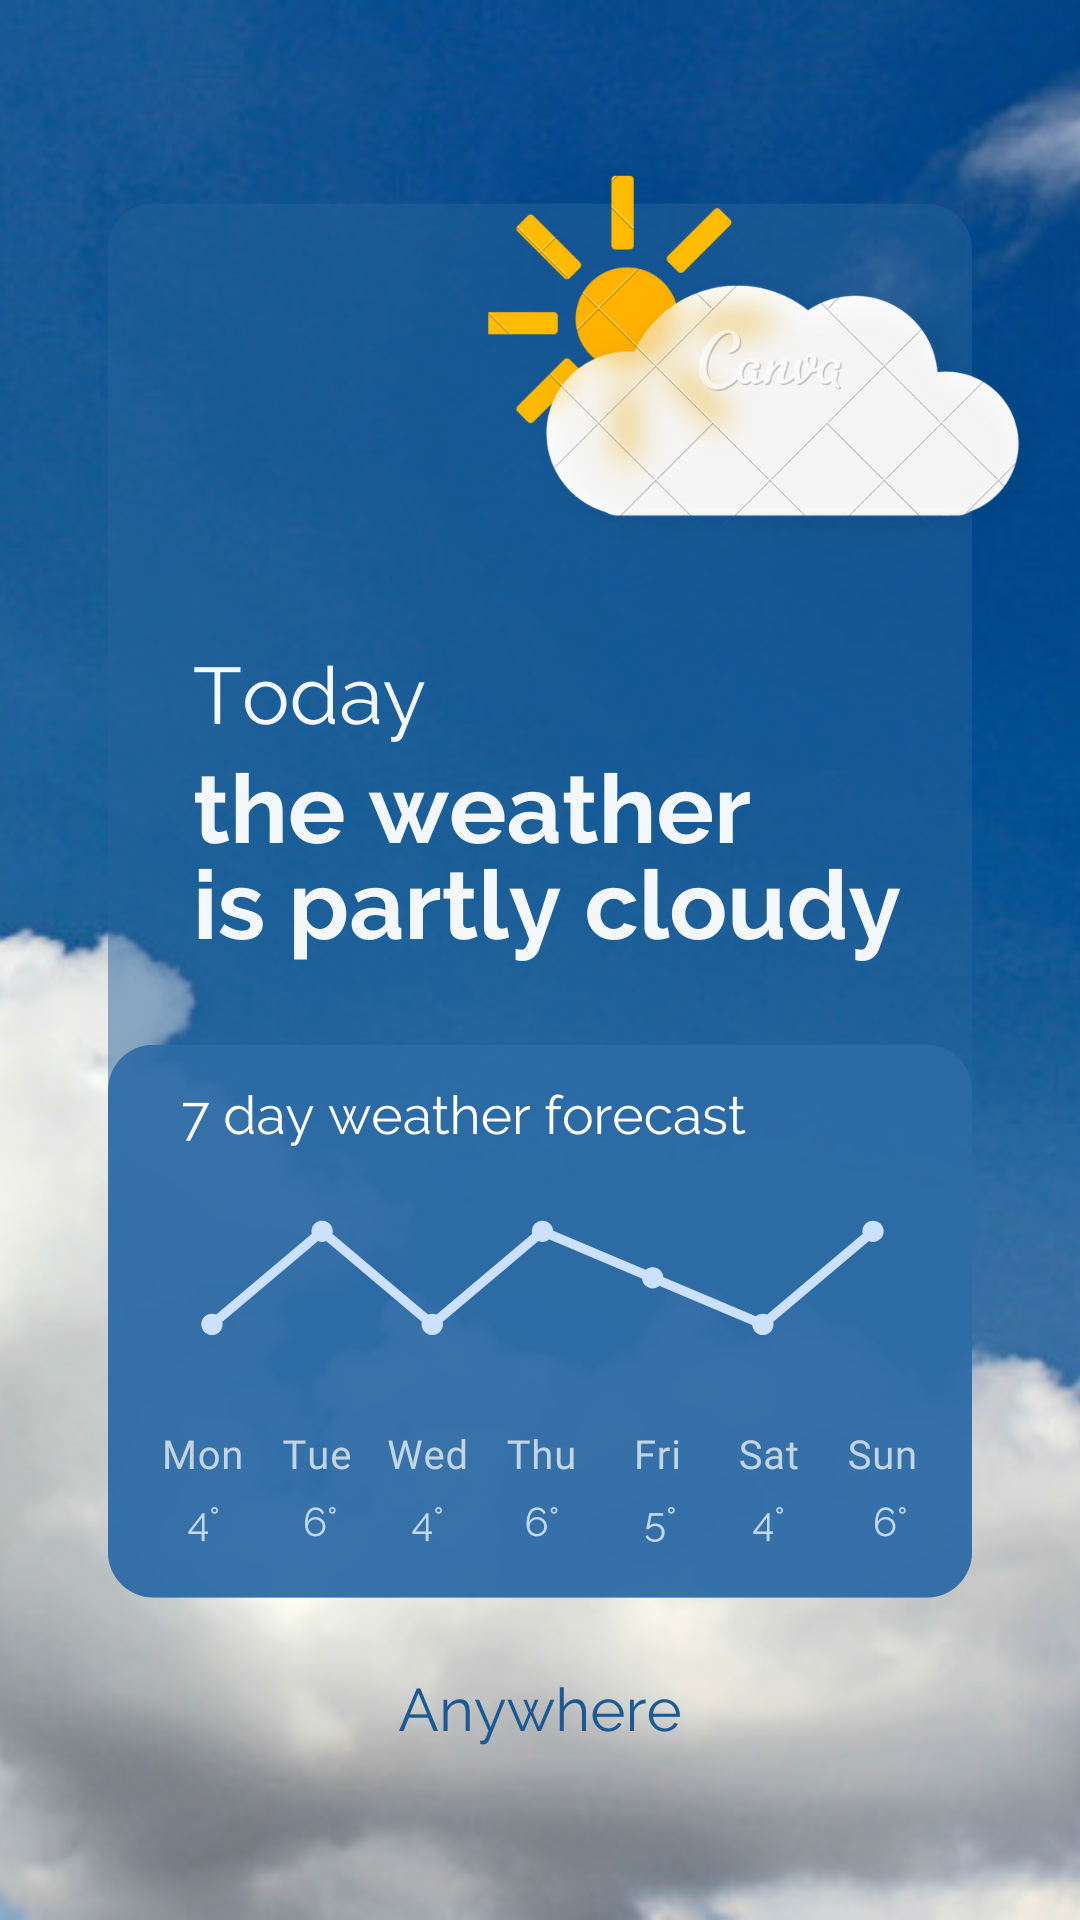 Canva
Today
the weather
is partly cloudy
7 day weather forecast
Mon Tue Wed Thu Fri Sat Sun
4° 6° 4° 6° 5° 4° 6°
Anywhere